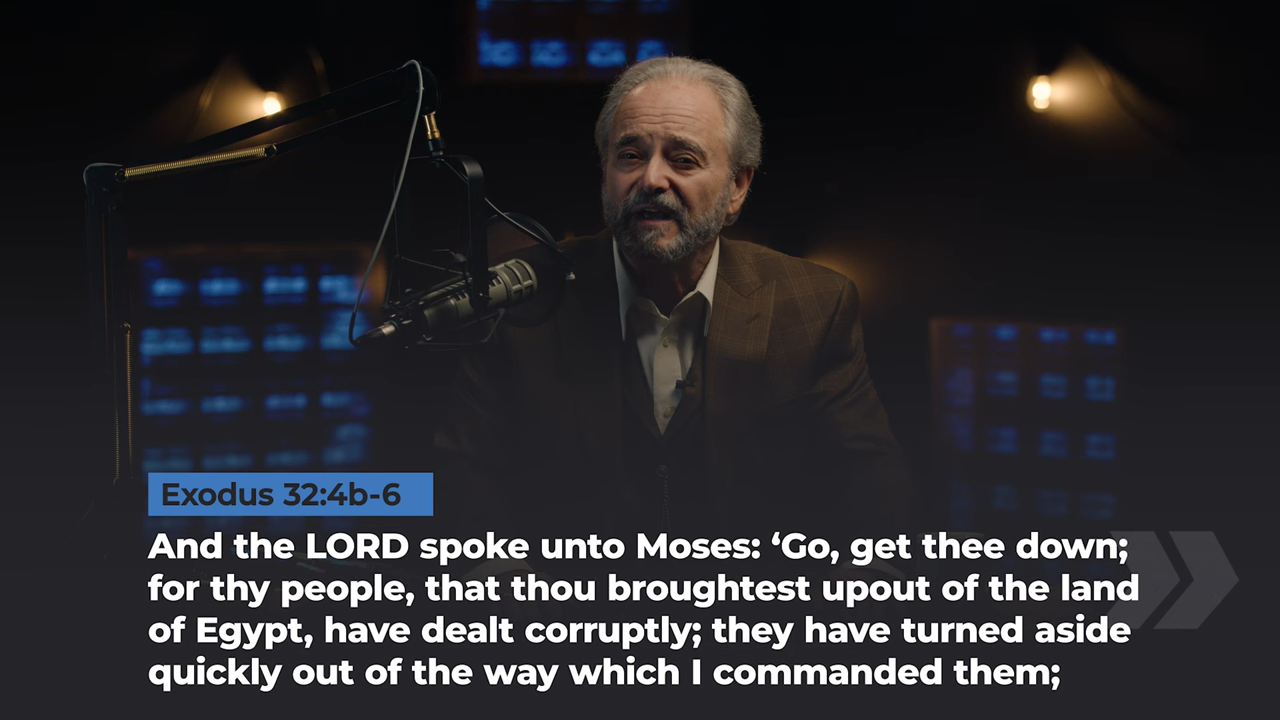 Exodus 32:4b-6
And the LORD spoke unto Moses: ‘Go, get thee down;
for thy people, that thou broughtest upout of the land
of Egypt, have dealt corruptly; they have turned aside
quickly out of the way which I commanded them;